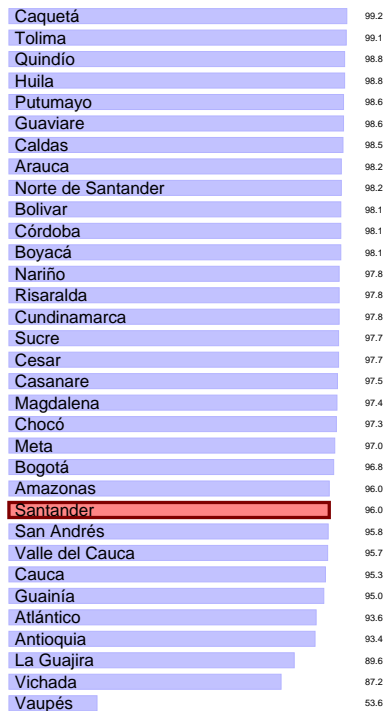 Caquetá 99.2
Tolima 99.1
Quindío 98.8
Huila 98.8
Putumayo 98.6
Guaviare 98.6
Caldas 98.5
Arauca 98.2
Norte de Santander 98.2
Bolivar 98.1
Córdoba 98.1
Boyacá 98.1
Nariño 97.8
Risaralda 97.8
Cundinamarca 97.8
Sucre 97.7
Cesar 97.7
Casanare 97.5
Magdalena 97.4
Chocó 97.3
Meta 97.0
Bogotá 96.8
Amazonas 96.0
Santander 96.0
San Andrés 95.8
Valle del Cauca 95.7
Cauca 95.3
Guainía 95.0
Atlántico 93.6
Antioquia 93.4
La Guajira 89.6
Vichada 87.2
Vaupés 53.6